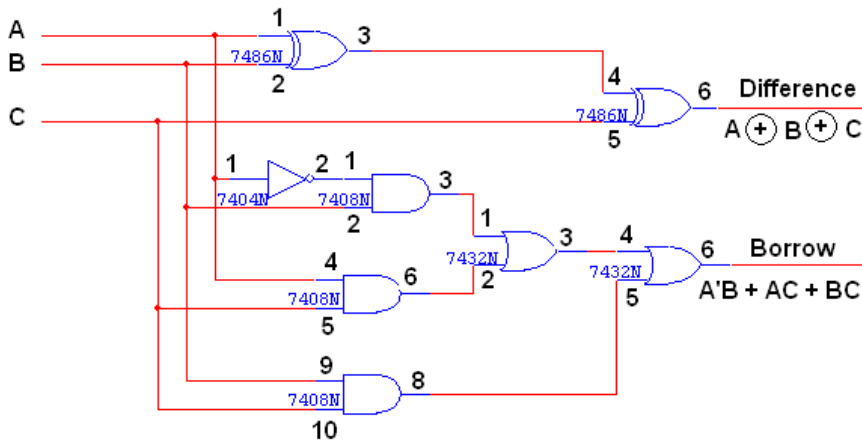 A
1
7486N
3
B
2
4
6
Difference
C
7486N
5
A + B + C
1
2
1
3
7404N
7408N
2
1
3
4
6
Borrow
4
6
7432N
2
7432N
5
A'B + AC + BC
7408N
5
9
8
7408N
10